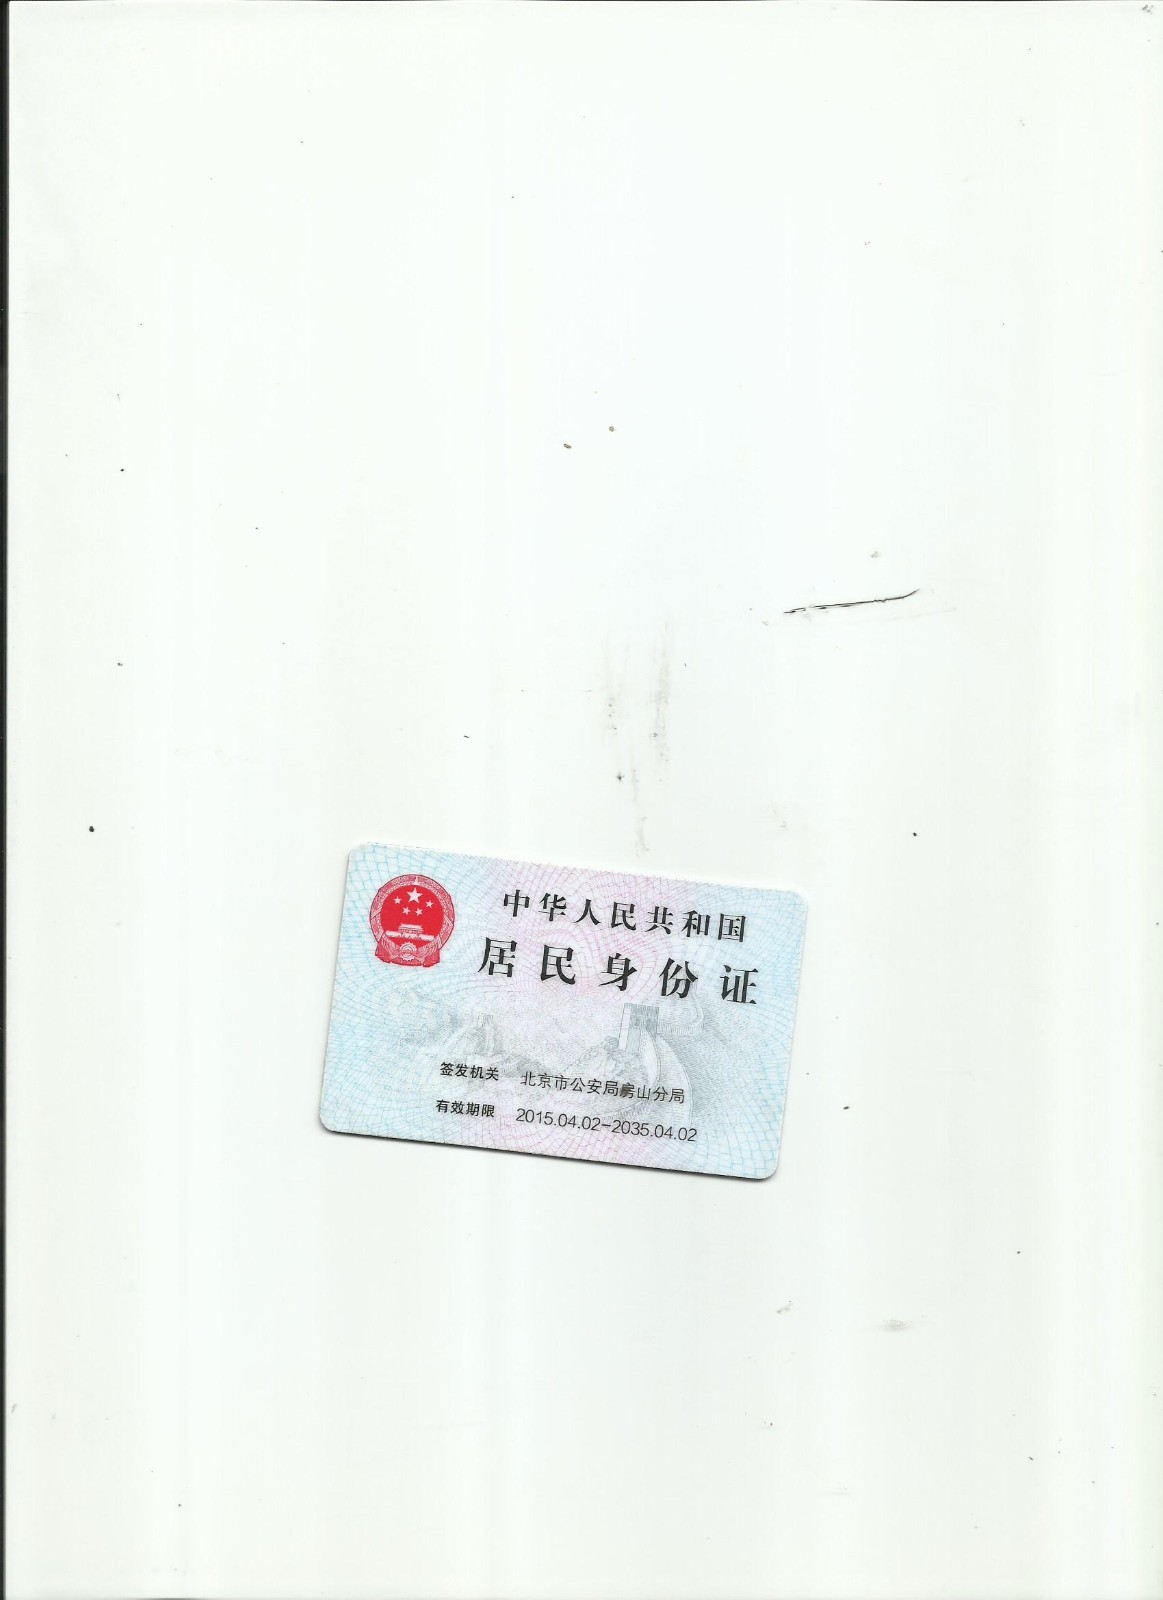 中华人民共和国
居民身份证
签发机关 北京市公安局房山分局
有效期限 2015.04.02-2035.04.02